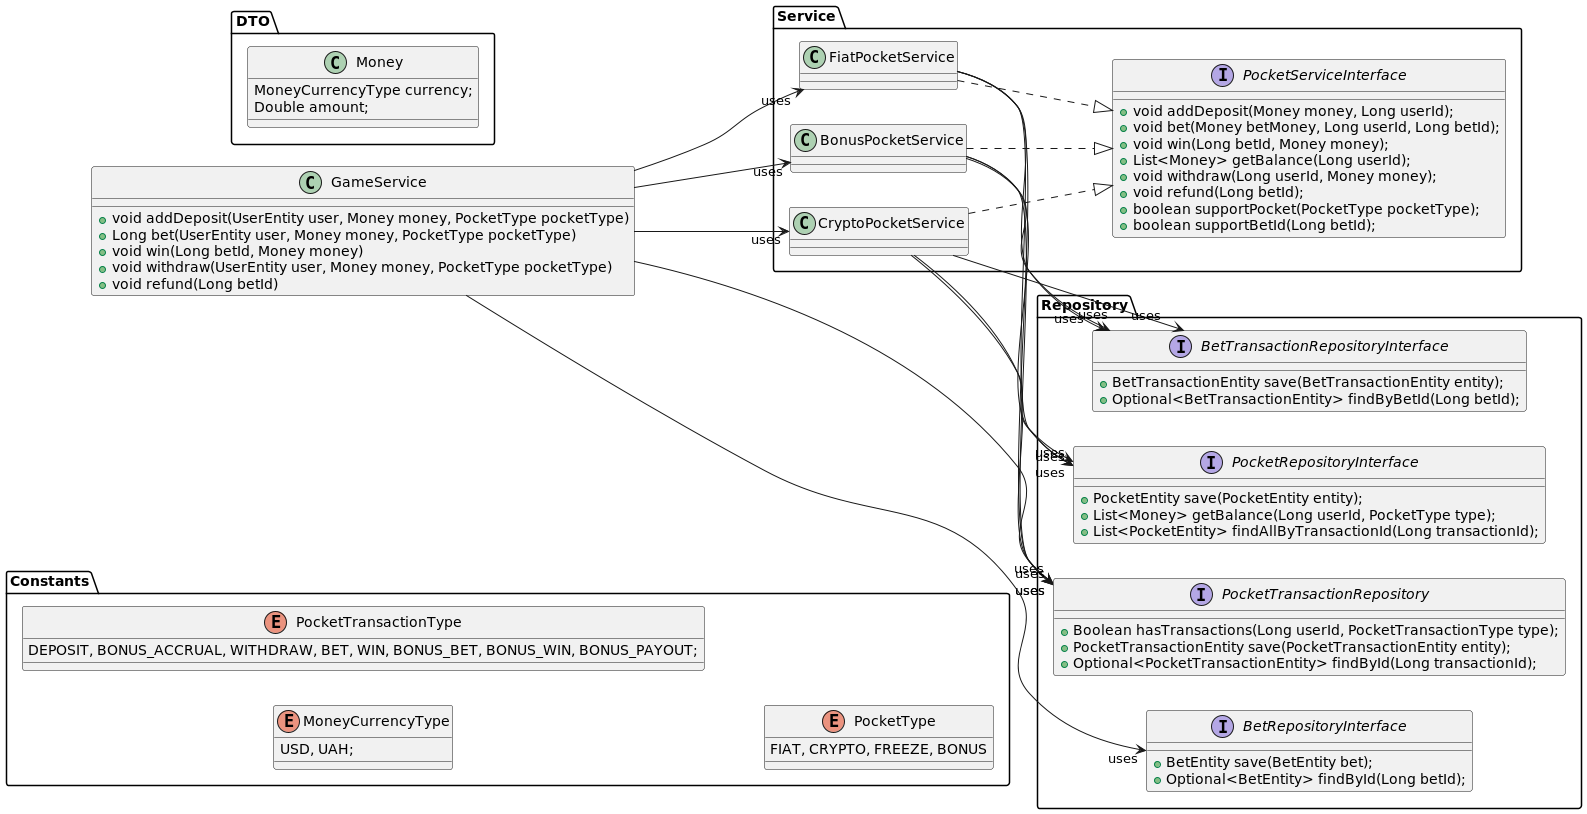 DTO
C Money
MoneyCurrencyType currency;
Double amount;
C GameService
void addDeposit(UserEntity user, Money money, PocketType pocketType)
Long bet(UserEntity user, Money money, PocketType pocketType)
void win(Long betId, Money money)
void withdraw(UserEntity user, Money money, PocketType pocketType)
void refund(Long betId)
uses
uses
uses
Service
C FiatPocketService
C BonusPocketService
C CryptoPocketService
I PocketServiceInterface
void addDeposit(Money money, Long userId);
void bet(Money betMoney, Long userId, Long betId);
void win(Long betId, Money money);
List<Money> getBalance(Long userId);
void withdraw(Long userId, Money money);
void refund(Long betId);
boolean supportPocket(PocketType pocketType);
boolean supportBetId(Long betId);
Repository
uses
uses
uses
I BetTransactionRepositoryInterface
BetTransactionEntity save(BetTransactionEntity entity);
Optional<BetTransactionEntity> findByBetId(Long betId);
uses
uses
uses
I PocketRepositoryInterface
PocketEntity save(PocketEntity entity);
List<Money> getBalance(Long userId, PocketType type);
List<PocketEntity> findAllByTransactionId(Long transactionId);
uses
uses
uses
uses
I PocketTransactionRepository
Boolean hasTransactions(Long userId, PocketTransactionType type);
PocketTransactionEntity save(PocketTransactionEntity entity);
Optional<PocketTransactionEntity> findById(Long transactionId);
uses
I BetRepositoryInterface
BetEntity save(BetEntity bet);
Optional<BetEntity> findById(Long betId);
Constants
E PocketTransactionType
DEPOSIT, BONUS_ACCRUAL, WITHDRAW, BET, WIN, BONUS_BET, BONUS_WIN, BONUS_PAYOUT;
E MoneyCurrencyType
USD, UAH;
E PocketType
FIAT, CRYPTO, FREEZE, BONUS